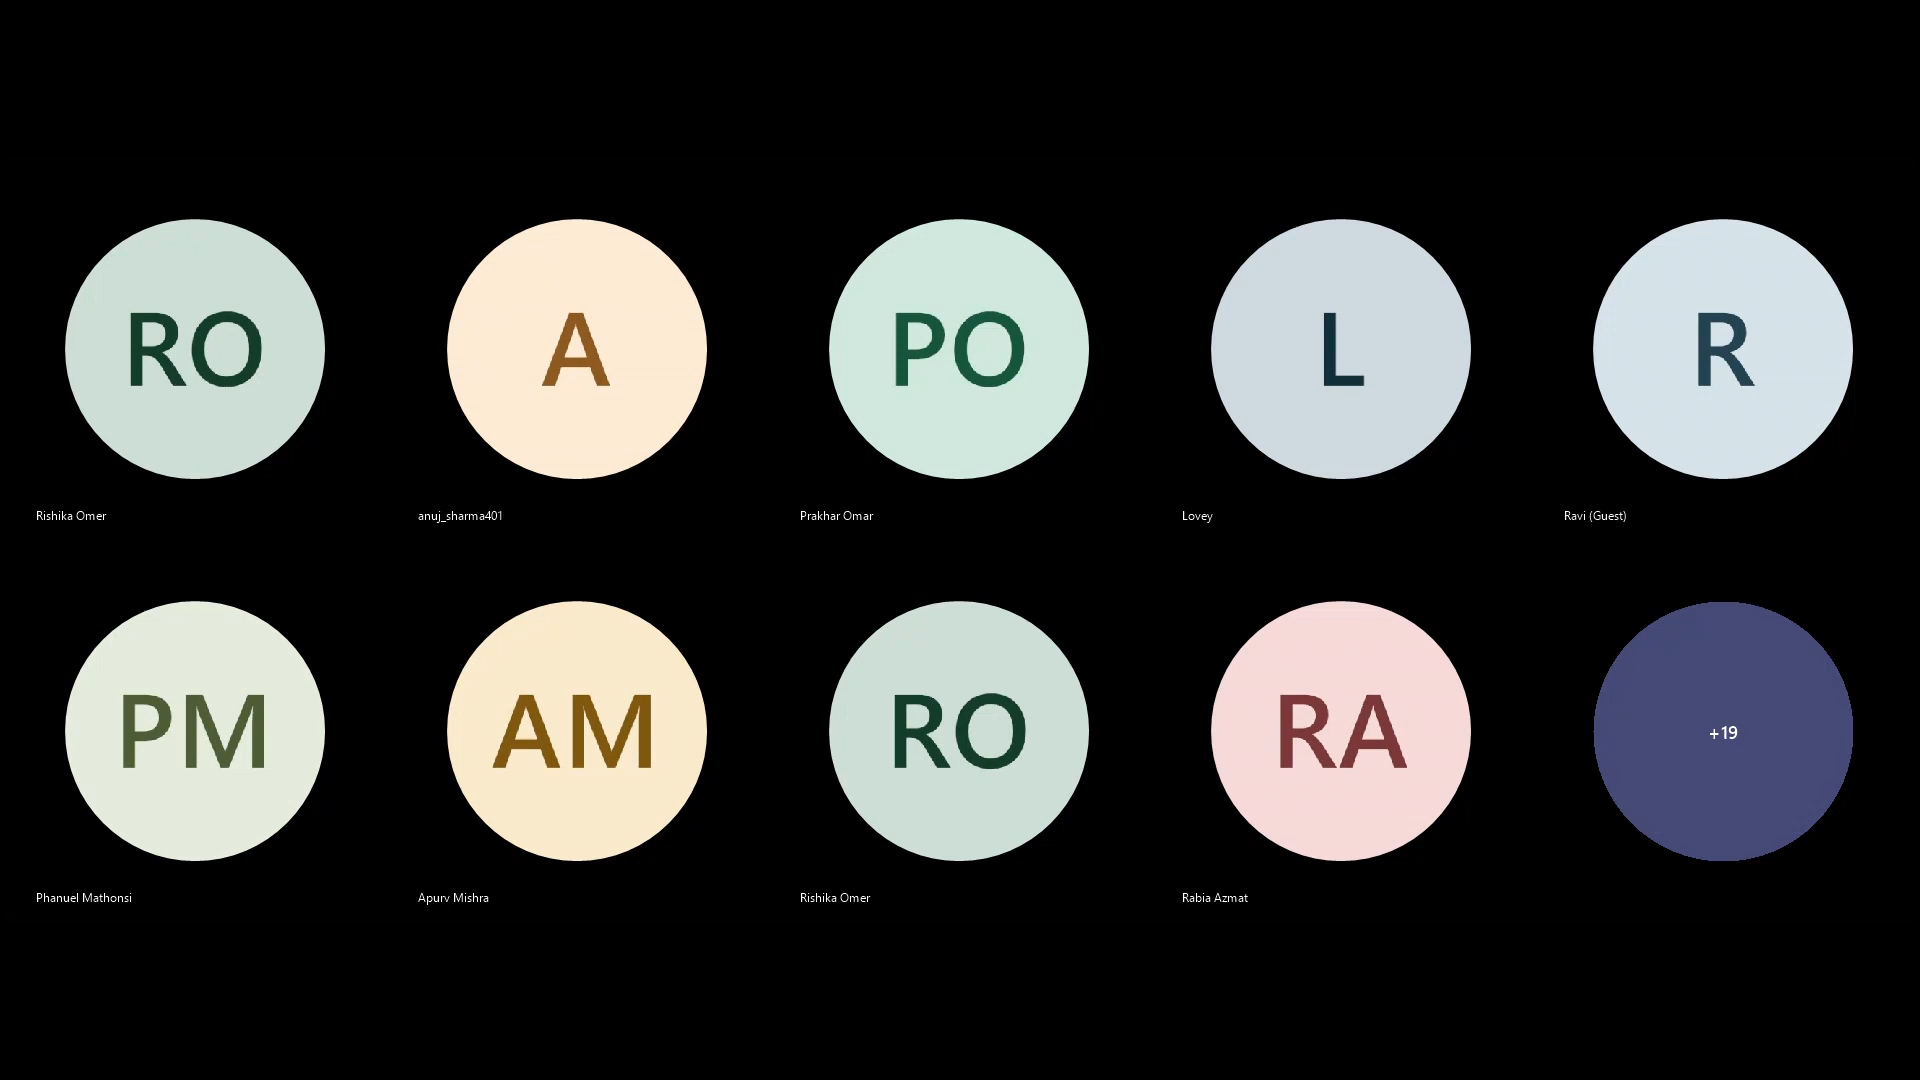 RO
A
PO
L
R
Rishika Omer
anuj_sharma401
Prakhar Omar
Lovey
Ravi (Guest)
PM
AM
RO
RA
+19
Phanuel Mathonsi
Apurv Mishra
Rishika Omer
Rabia Azmat